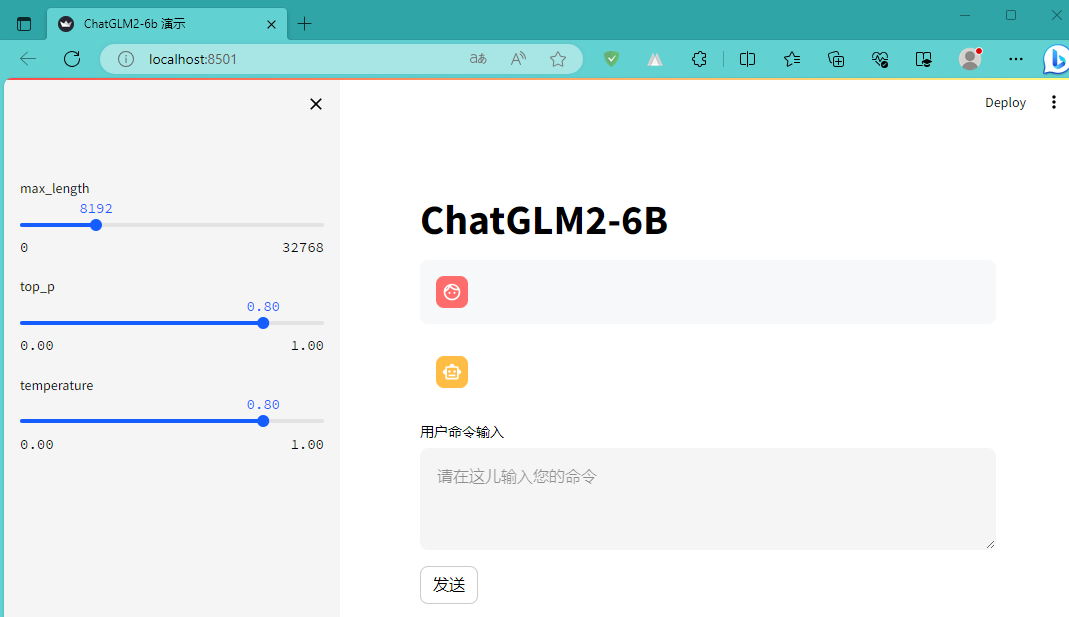 ChatGLM2-6b 演示
localhost:8501
aあ
Deploy
max_length
8192
0 32768
top_p
0.80
0.00 1.00
temperature
0.80
0.00 1.00
ChatGLM2-6B
用户命令输入
请在这儿输入您的命令
发送